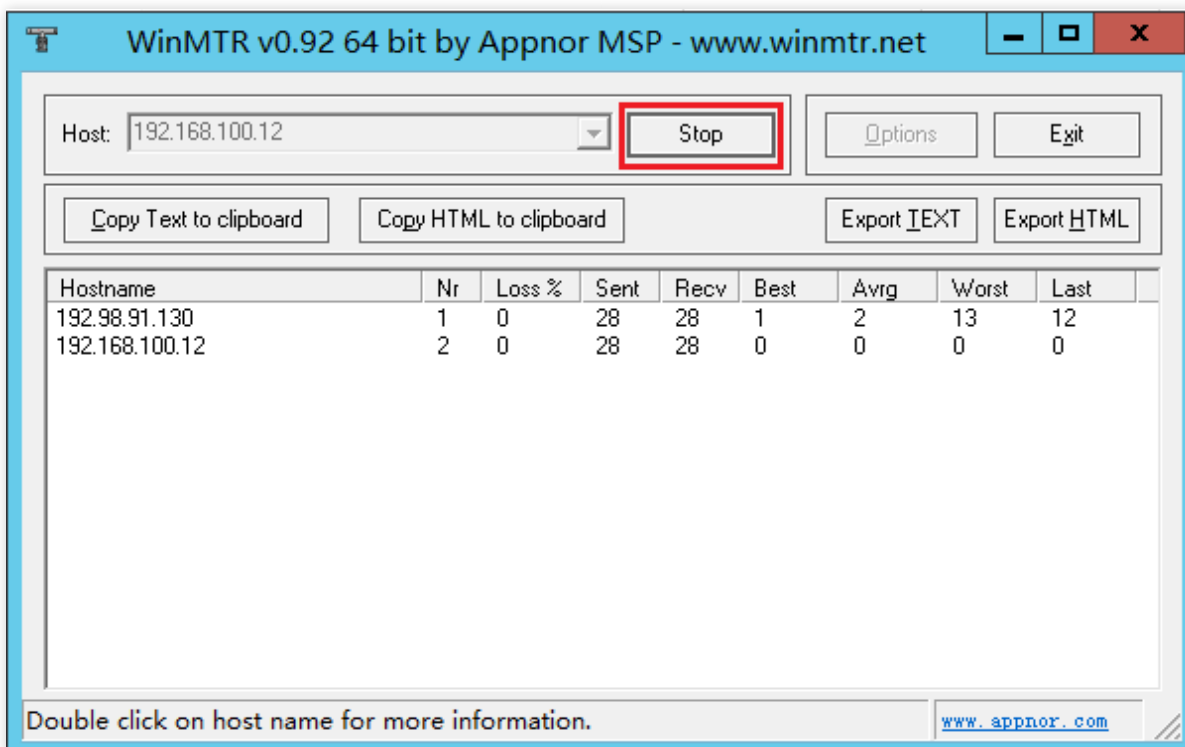 WinMTR v0.92 64 bit by Appnor MSP - www.winmtr.net
Host: 192.168.100.12 Stop Options Exit
Copy Text to clipboard Copy HTML to clipboard Export TEXT Export HTML
Hostname Nr Loss % Sent Recv Best Avrg Worst Last
192.98.91.130 1 0 28 28 1 2 13 12
192.168.100.12 2 0 28 28 0 0 0 0
Double click on host name for more information. www.appnor.com